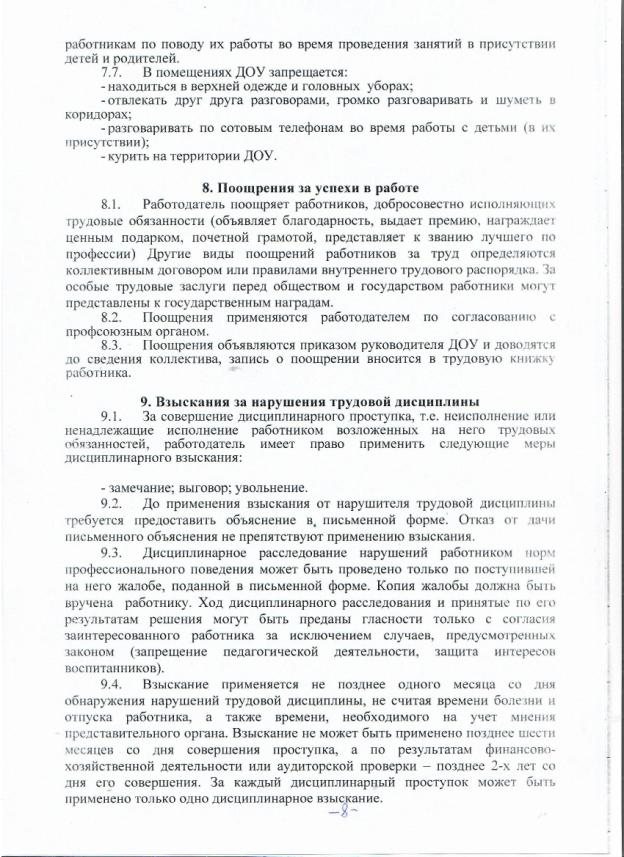 работникам по поводу их работы во время проведения занятий в присутствии
детей и родителей.
7.7. В помещениях ДОУ запрещается:
- находиться в верхней одежде и головных уборах;
- отвлекать друг друга разговорами, громко разговаривать и шуметь в
коридорах;
- разговаривать по сотовым телефонам во время работы с детьми (в их
присутствии);
- курить на территории ДОУ.
8. Поощрения за успехи в работе
8.1. Работодатель поощряет работников, добросовестно исполняющих
трудовые обязанности (объявляет благодарность, выдает премию, награждает
ценным подарком, почетной грамотой, представляет к званию лучшего по
профессии) Другие виды поощрений работников за труд определяются
коллективным договором или правилами внутреннего трудового распорядка. За
особые трудовые заслуги перед обществом и государством работники могут
представлены к государственным наградам.
8.2. Поощрения применяются работодателем по согласованию с
профсоюзным органом.
8.3. Поощрения объявляются приказом руководителя ДОУ и доводятся
до сведения коллектива, запись о поощрении вносится в трудовую книжку
работника.
9. Взыскания за нарушения трудовой дисциплины
9.1. За совершение дисциплинарного проступка, т.е. неисполнение или
ненадлежащие исполнение работником возложенных на него трудовых
обязанностей, работодатель имеет право применить следующие меры
дисциплинарного взыскания:
- замечание; выговор; увольнение.
9.2. До применения взыскания от нарушителя трудовой дисциплины
требуется предоставить объяснение в письменной форме. Отказ от дачи
письменного объяснения не препятствуют применению взыскания.
9.3. Дисциплинарное расследование нарушений работником норм
профессионального поведения может быть проведено только по поступившей
на него жалобе, поданной в письменной форме. Копия жалобы должна быть
вручена работнику. Ход дисциплинарного расследования и принятые по его
результатам решения могут быть преданы гласности только с согласия
заинтересованного работника за исключением случаев, предусмотренных
законом (запрещение педагогической деятельности, защита интересов
воспитанников).
9.4. Взыскание применяется не позднее одного месяца со дня
обнаружения нарушений трудовой дисциплины, не считая времени болезни и
отпуска работника, а также времени, необходимого на учет мнения
представительного органа. Взыскание не может быть применено позднее шести
месяцев со дня совершения проступка, а по результатам финансово-
хозяйственной деятельности или аудиторской проверки – позднее 2-х лет со
дня его совершения. За каждый дисциплинарный проступок может быть
применено только одно дисциплинарное взыскание.
-8-